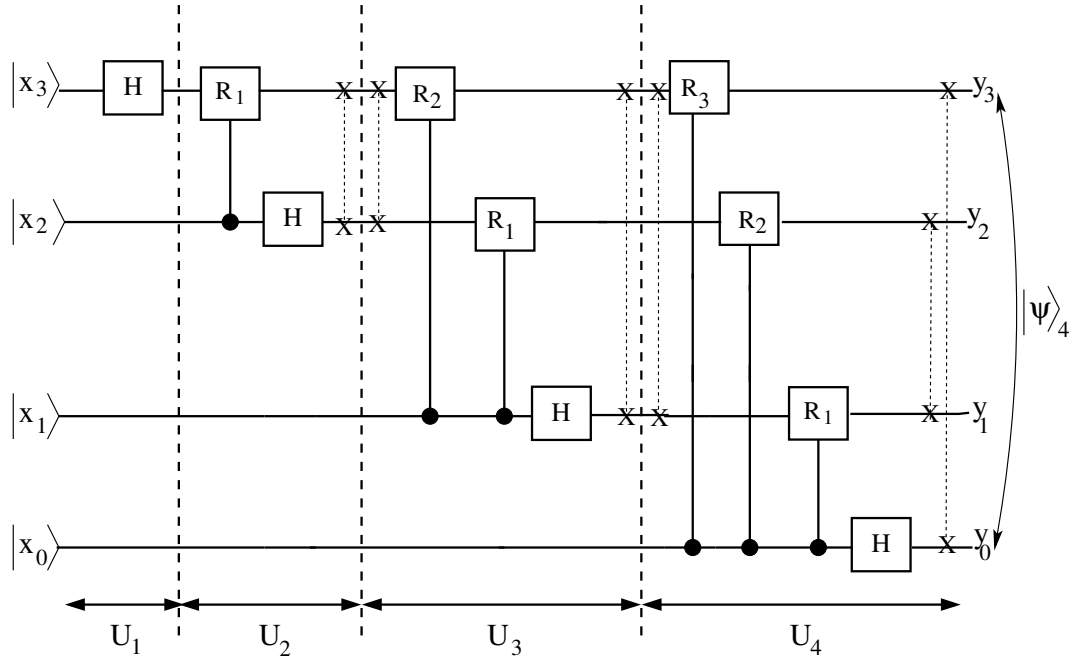 |x3⟩ H R1 X X R2 X X R3 X y3
|x2⟩ H X X R1 R2 X y2
|ψ⟩4
|x1⟩ H X X R1 X y1
|x0⟩ H X y0
U1 U2 U3 U4